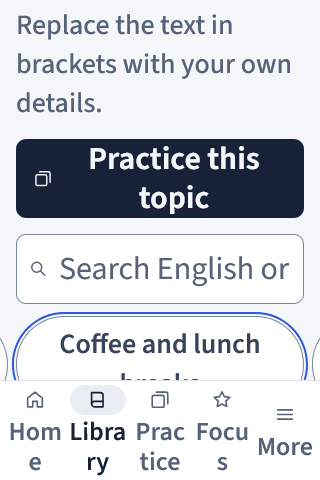 Replace the text in
brackets with your own
details.
Practice this
topic
Search English or
Coffee and lunch
breaks
Hom
e
Libra
ry
Prac
tice
Focu
s
More